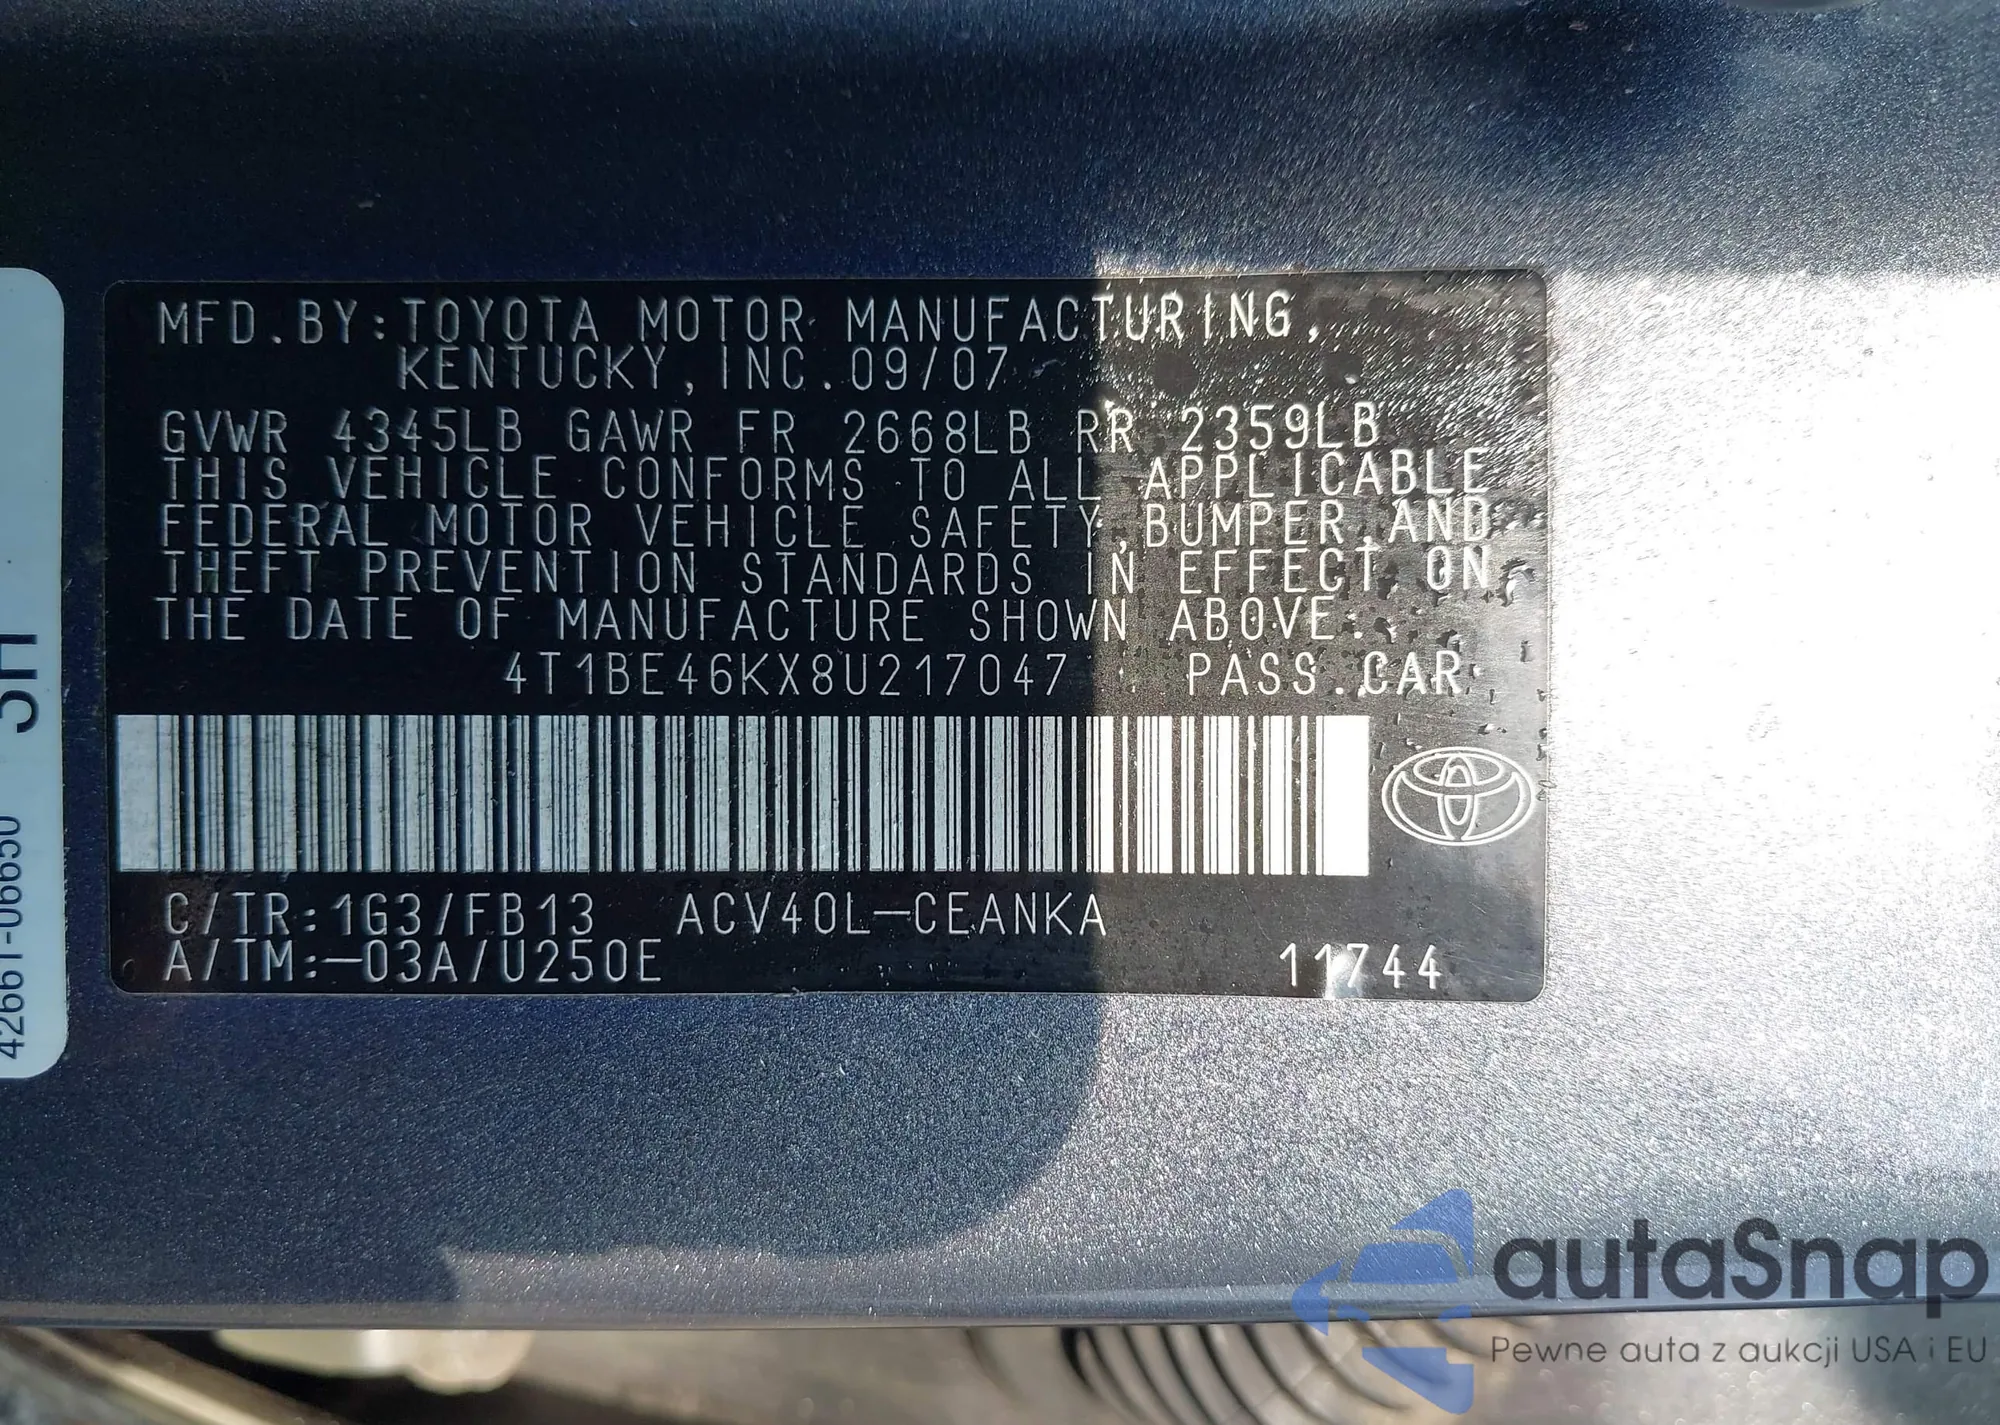 MFD.BY:TOYOTA MOTOR MANUFACTURING,
KENTUCKY,INC.09/07
GVWR 4345LB GAWR FR 2668LB RR 2359LB
THIS VEHICLE CONFORMS TO ALL APPLICABLE
FEDERAL MOTOR VEHICLE SAFETY,BUMPER,AND
THEFT PREVENTION STANDARDS IN EFFECT ON
THE DATE OF MANUFACTURE SHOWN ABOVE.
4T1BE46KX8U217047 PASS.CAR
C/TR:1G3/FB13 ACV40L-CEANKA
A/TM:-03A/U250E 11744
42661-06650
autoSnap
Pewne auta z aukcji USA i EU